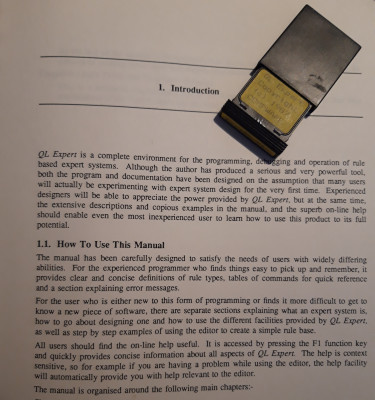 1. Introduction
QL Expert is a complete environment for the programming, debugging and operation of rule
based expert systems. Although the author has produced a serious and very powerful tool,
both the program and documentation have been designed on the assumption that many users
will actually be experimenting with expert system design for the very first time. Experienced
designers will be able to appreciate the power provided by QL Expert, but at the same time,
the extensive descriptions and copious examples in the manual, and the superb on-line help
should enable even the most inexperienced user to learn how to use this product to its full
potential.
1.1. How To Use This Manual
The manual has been carefully designed to satisfy the needs of users with widely differing
abilities. For the experienced programmer who finds things easy to pick up and remember, it
provides clear and concise definitions of rule types, tables of commands for quick reference
and a section explaining error messages.
For the user who is either new to this form of programming or finds it more difficult to get to
know a new piece of software, there are separate sections explaining what an expert system is,
how to go about designing one and how to use the different facilities provided by QL Expert,
as well as step by step examples of using the editor to create a simple rule base.
All users should find the on-line help useful. It is accessed by pressing the F1 function key
and quickly provides concise information about all aspects of QL Expert. The help is context
sensitive, so for example if you are having a problem while using the editor, the help facility
will automatically provide you with help relevant to the editor.
The manual is organised around the following main chapters:-